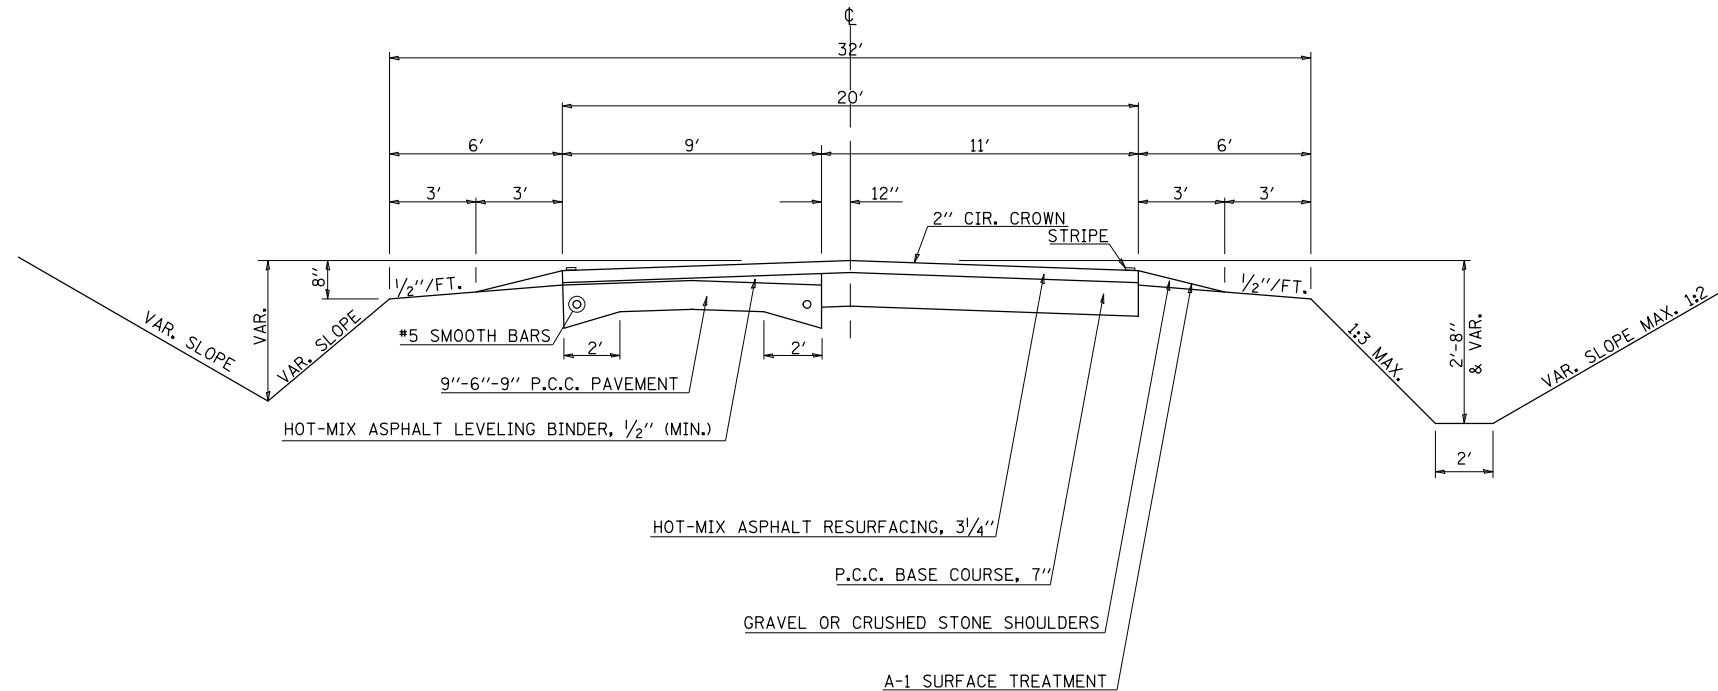 ℄
32'
20'
6' 9' 11' 6'
3' 3' 12" 3' 3'
2" CIR. CROWN
STRIPE
8"
1/2"/FT.
1/2"/FT.
VAR.
VAR. SLOPE
VAR. SLOPE
#5 SMOOTH BARS
2' 2'
1:3 MAX.
2'-8"
& VAR.
VAR. SLOPE MAX. 1:2
9"-6"-9" P.C.C. PAVEMENT
HOT-MIX ASPHALT LEVELING BINDER, 1/2" (MIN.)
2'
HOT-MIX ASPHALT RESURFACING, 3 1/4"
P.C.C. BASE COURSE, 7"
GRAVEL OR CRUSHED STONE SHOULDERS
A-1 SURFACE TREATMENT